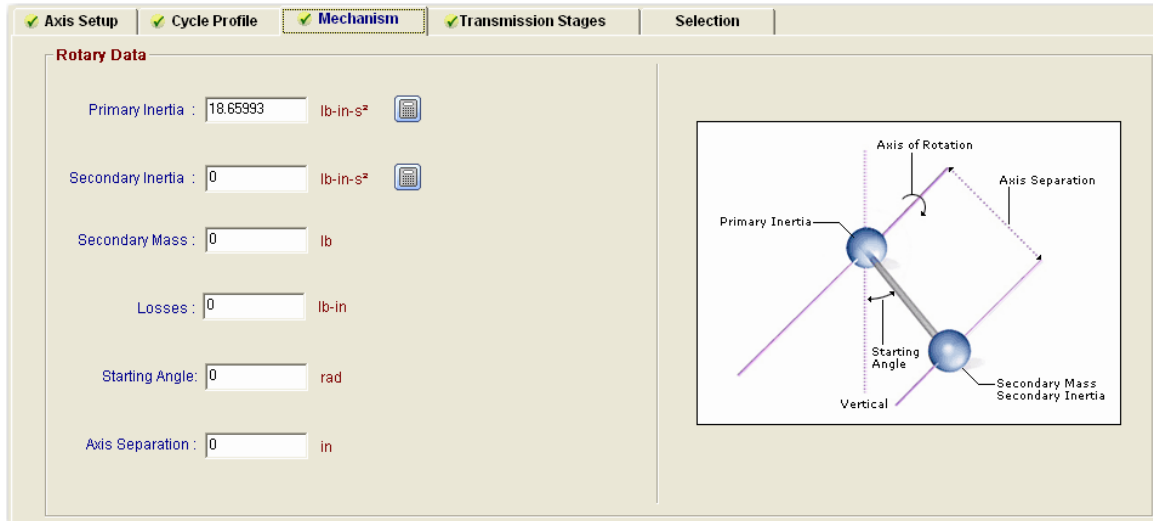 Axis Setup
Cycle Profile
Mechanism
Transmission Stages
Selection
Rotary Data
Primary Inertia : 18.65993 lb-in-s²
Secondary Inertia : 0 lb-in-s²
Secondary Mass : 0 lb
Losses : 0 lb-in
Starting Angle: 0 rad
Axis Separation : 0 in
Axis of Rotation
Axis Separation
Primary Inertia
Starting
Angle
Secondary Mass
Secondary Inertia
Vertical